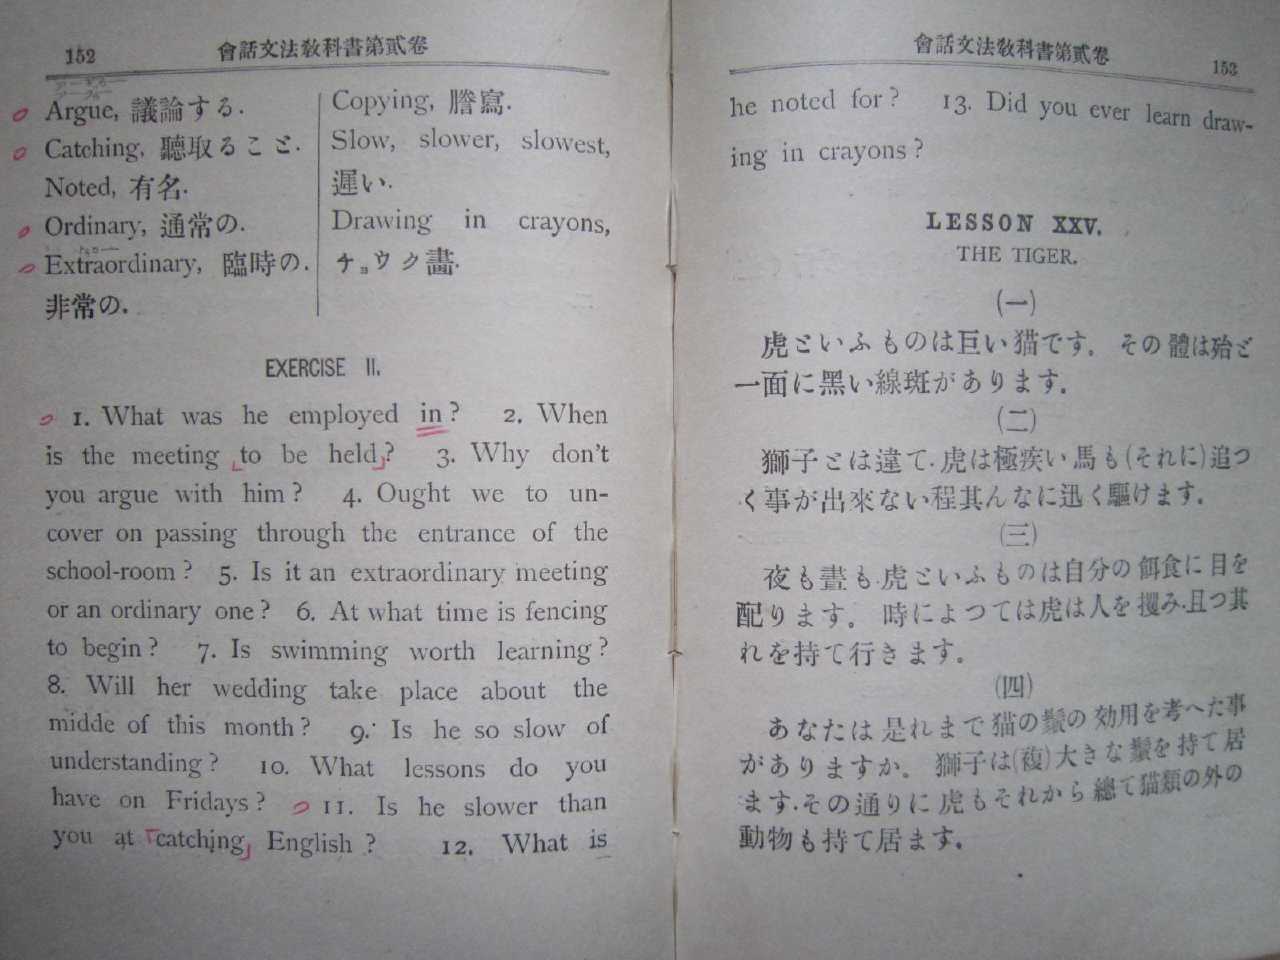 152
會話文法敎科書第貳卷
Argue, 議論する.
Catching, 聽取ること.
Noted, 有名.
Ordinary, 通常の.
Extraordinary, 臨時の.
非常の.
Copying, 謄寫.
Slow, slower, slowest,
遲い.
Drawing in crayons,
チョウク畫.
EXERCISE II.
1. What was he employed in? 2. When
is the meeting to be held? 3. Why don't
you argue with him? 4. Ought we to un-
cover on passing through the entrance of the
school-room? 5. Is it an extraordinary meeting
or an ordinary one? 6. At what time is fencing
to begin? 7. Is swimming worth learning?
8. Will her wedding take place about the
midde of this month? 9. Is he so slow of
understanding? 10. What lessons do you
have on Fridays? 11. Is he slower than
you at catching English? 12. What is
會話文法敎科書第貳卷
153
he noted for? 13. Did you ever learn draw-
ing in crayons?
LESSON XXV.
THE TIGER.
(一)
虎といふものは巨い猫です. その體は殆ど
一面に黑い線斑があります.
(二)
獅子とは違て.虎は極疾い馬も(それに)追つ
く事が出來ない程其んなに迅く驅けます.
(三)
夜も晝も.虎といふものは自分の餌食に目を
配ります. 時によつては虎は人を攫み.且つ其
れを持て行きます.
(四)
あなたは是れまで猫の鬚の効用を考へた事
がありますか. 獅子は(複)大きな鬚を持て居
ます.その通りに虎もそれから總て猫類の外の
動物も持て居ます.